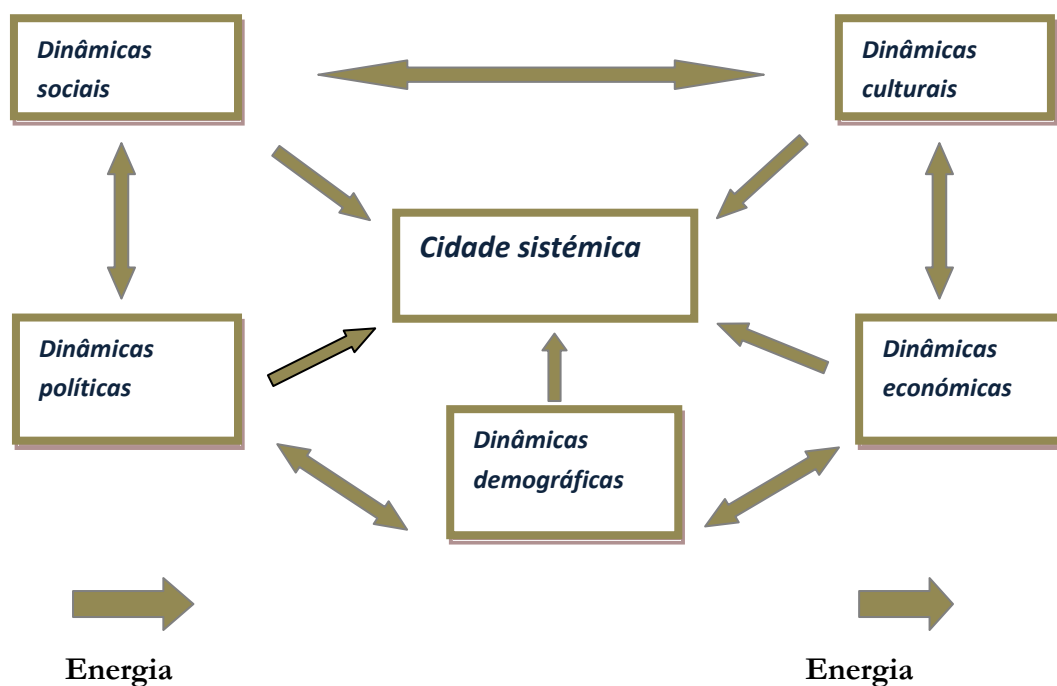 Dinâmicas
sociais
Dinâmicas
culturais
Cidade sistémica
Dinâmicas
políticas
Dinâmicas
económicas
Dinâmicas
demográficas
Energia
Energia